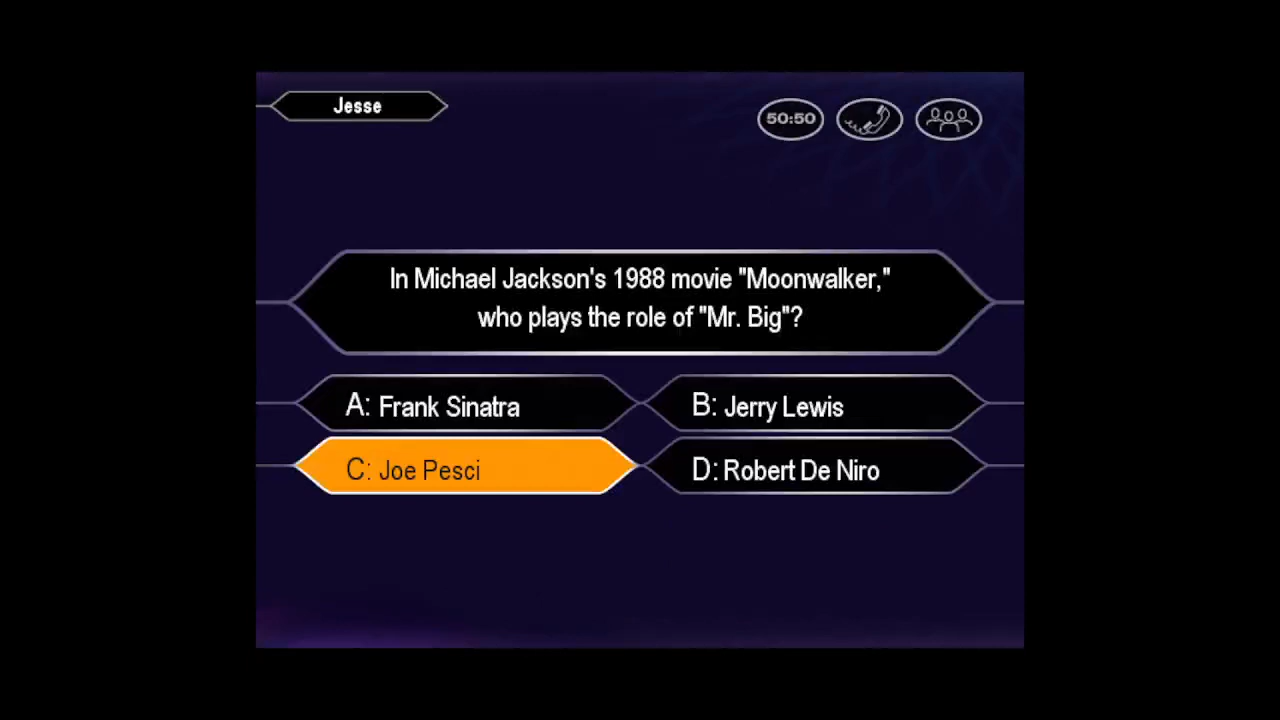 Jesse
50:50
In Michael Jackson's 1988 movie "Moonwalker,"
who plays the role of "Mr. Big"?
A: Frank Sinatra
B: Jerry Lewis
C: Joe Pesci
D: Robert De Niro